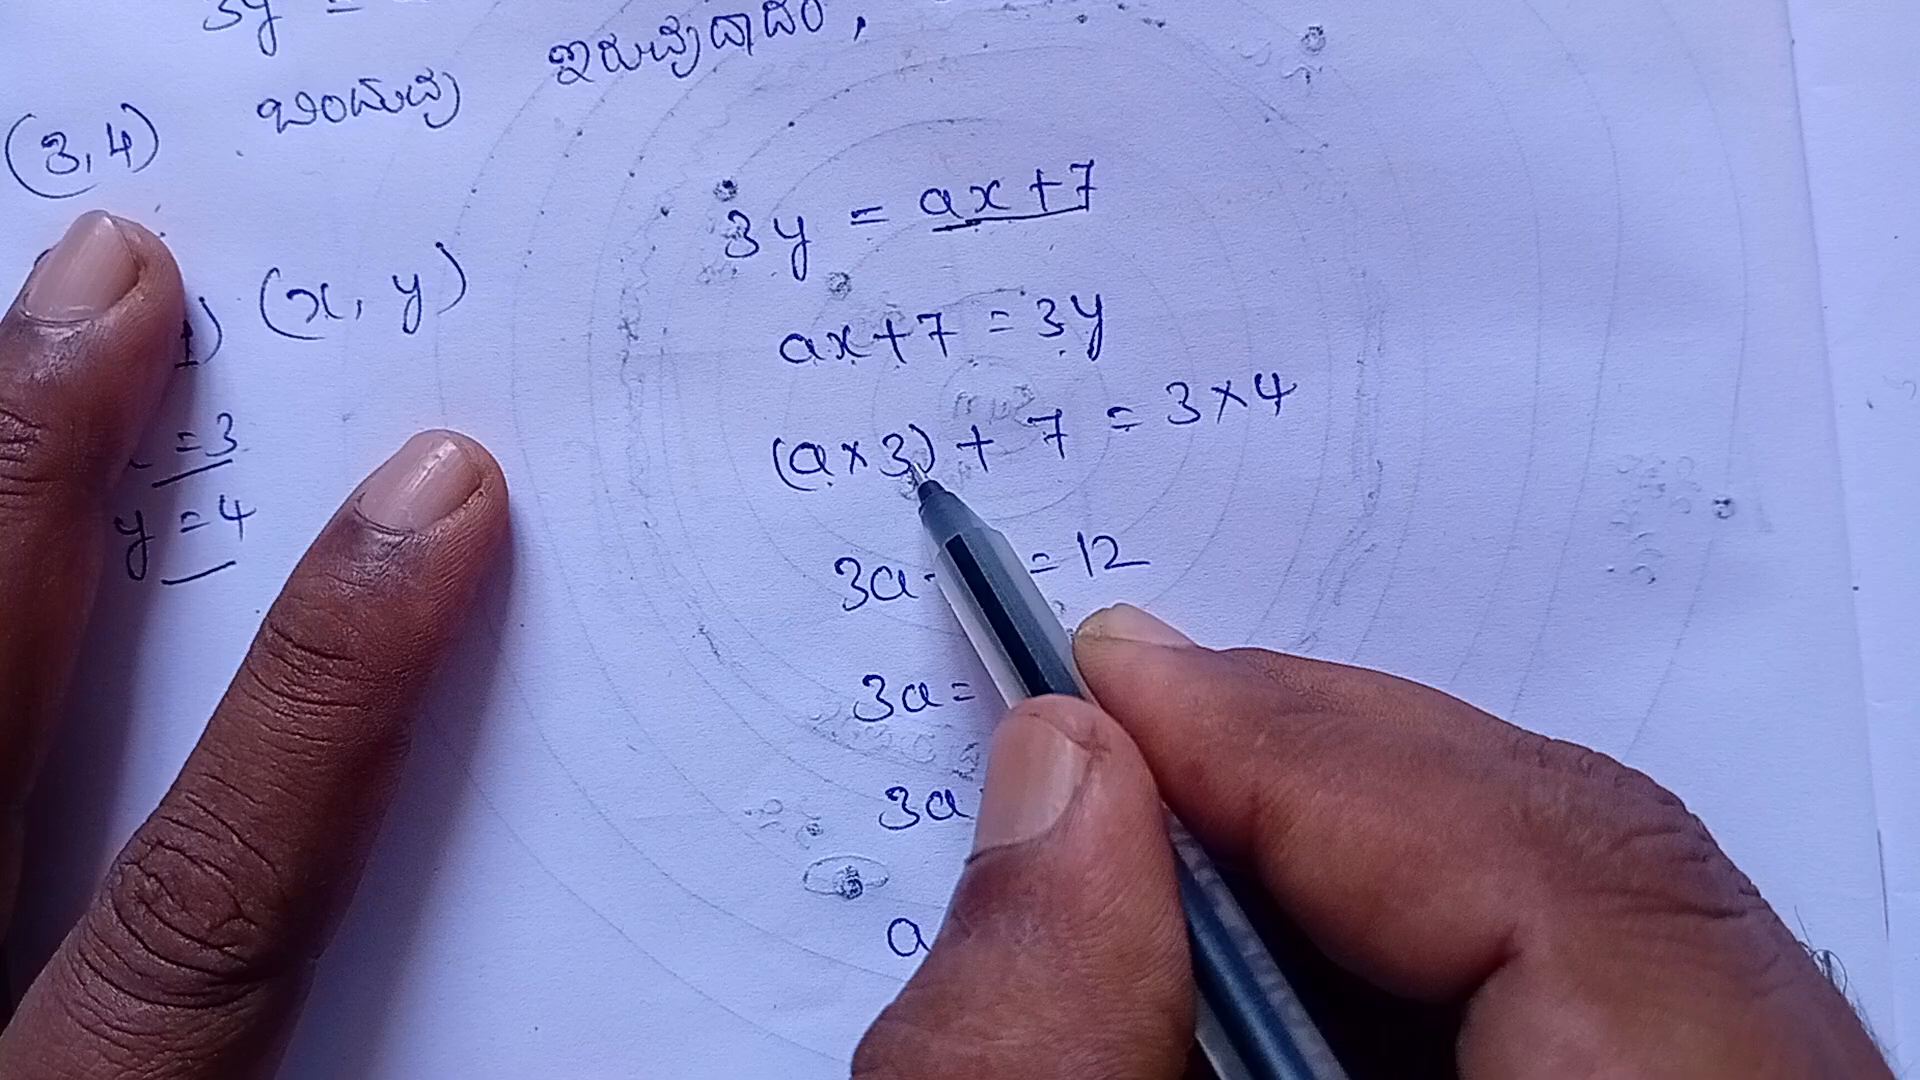 3y =
(3,4) ಬಿಂದುವು ಇರುವುದಾದರೆ,
3y = ax+7
(x, y)
ax+7 = 3y
=3
(a×3) + 7 = 3×4
y =4
3a = 12
3a=
3a
a